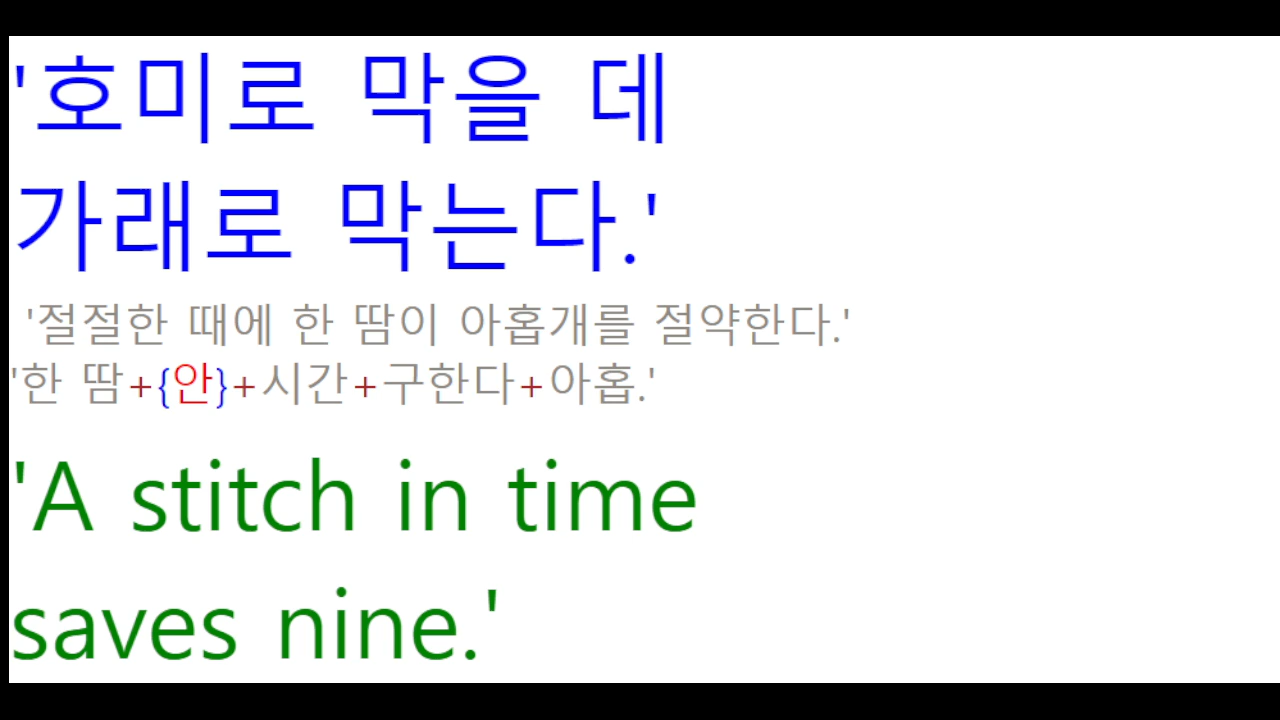 '호미로 막을 데
가래로 막는다.'
'절절한 때에 한 땀이 아홉개를 절약한다.'
'한 땀+{안}+시간+구한다+아홉.'
'A stitch in time
saves nine.'